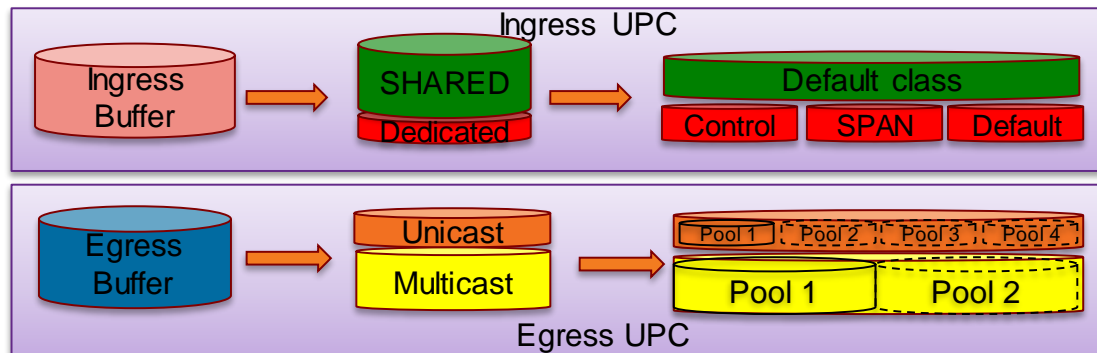 Ingress UPC
Ingress
Buffer
SHARED
Dedicated
Default class
Control
SPAN
Default
Egress
Buffer
Unicast
Multicast
Pool 1
Pool 2
Pool 3
Pool 4
Pool 1
Pool 2
Egress UPC